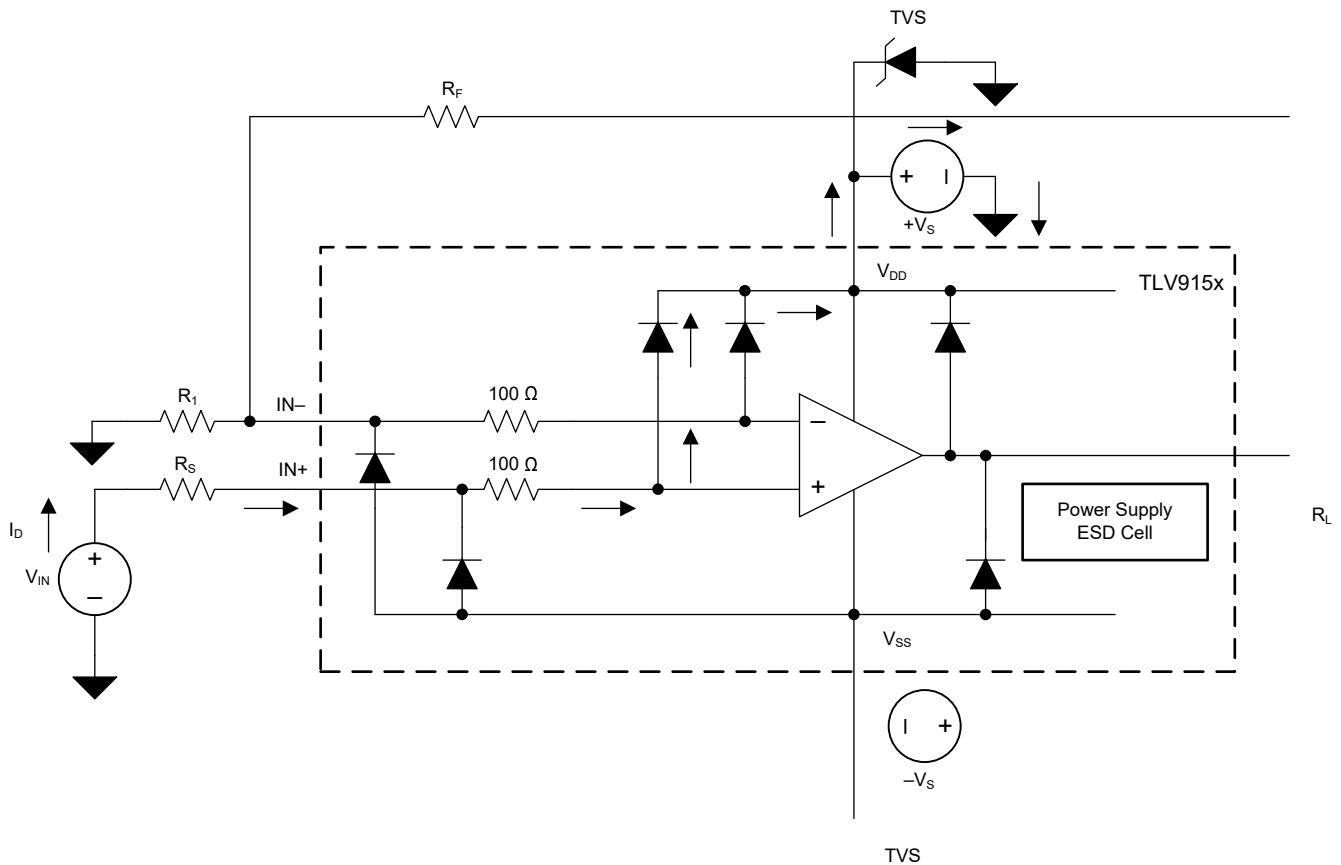 TVS
R_F
+ I
+V_S
V_DD
TLV915x
R_1
IN–
100 Ω
–
R_S
IN+
100 Ω
+
I_D
+
V_IN
–
Power Supply
ESD Cell
R_L
V_SS
I +
–V_S
TVS